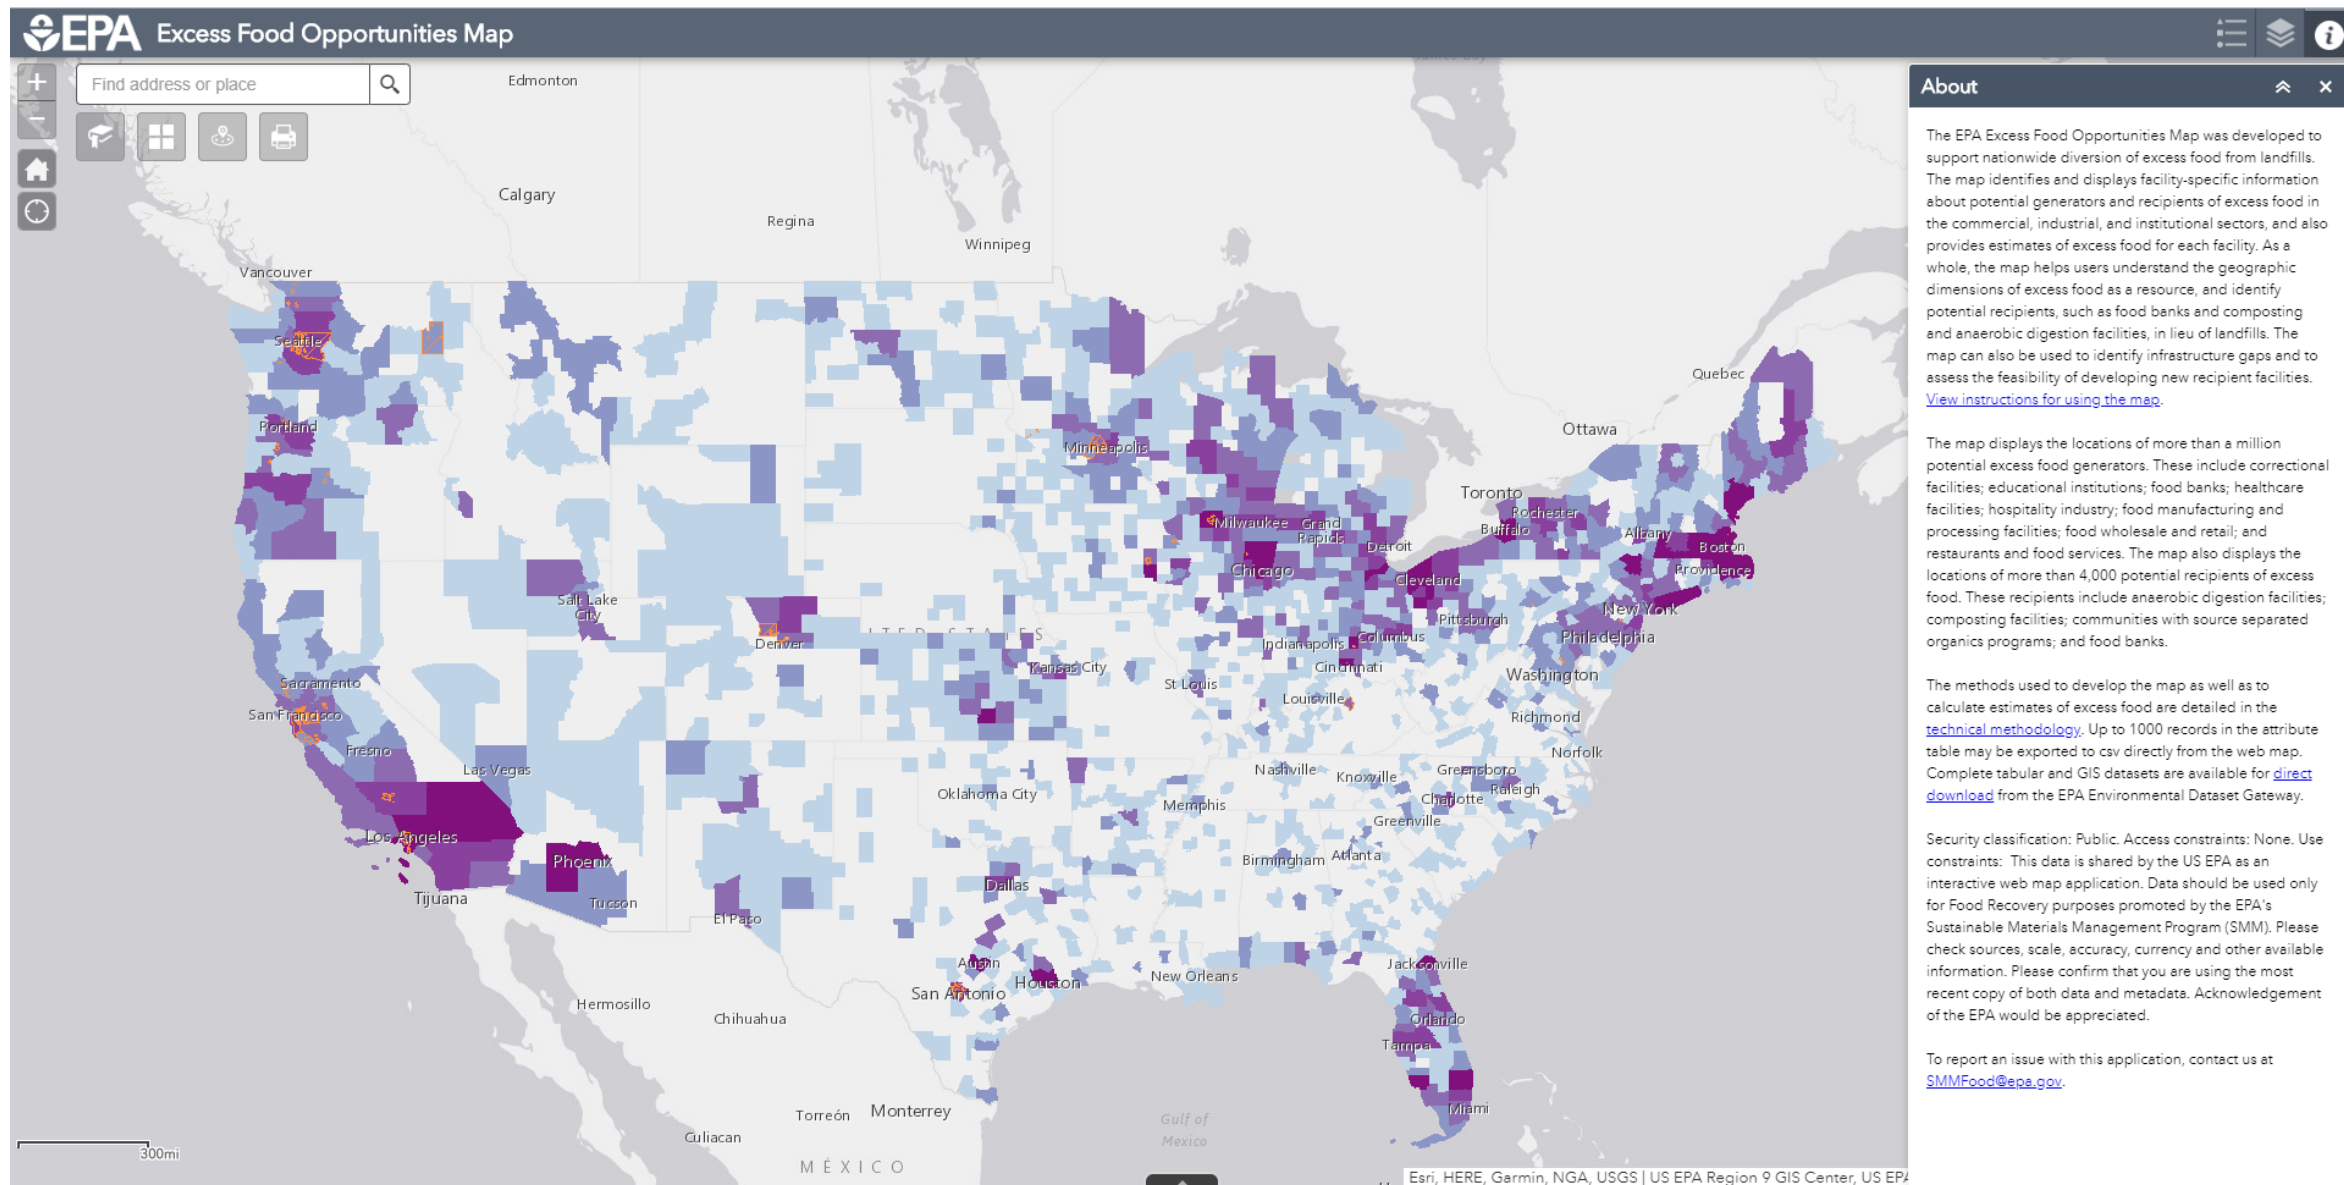 EPA Excess Food Opportunities Map
Find address or place
+
−
About
The EPA Excess Food Opportunities Map was developed to
support nationwide diversion of excess food from landfills.
The map identifies and displays facility-specific information
about potential generators and recipients of excess food in
the commercial, industrial, and institutional sectors, and also
provides estimates of excess food for each facility. As a
whole, the map helps users understand the geographic
dimensions of excess food as a resource, and identify
potential recipients, such as food banks and composting
and anaerobic digestion facilities, in lieu of landfills. The
map can also be used to identify infrastructure gaps and to
assess the feasibility of developing new recipient facilities.
View instructions for using the map.
The map displays the locations of more than a million
potential excess food generators. These include correctional
facilities; educational institutions; food banks; healthcare
facilities; hospitality industry; food manufacturing and
processing facilities; food wholesale and retail; and
restaurants and food services. The map also displays the
locations of more than 4,000 potential recipients of excess
food. These recipients include anaerobic digestion facilities;
composting facilities; communities with source separated
organics programs; and food banks.
The methods used to develop the map as well as to
calculate estimates of excess food are detailed in the
technical methodology. Up to 1000 records in the attribute
table may be exported to csv directly from the web map.
Complete tabular and GIS datasets are available for direct
download from the EPA Environmental Dataset Gateway.
Security classification: Public. Access constraints: None. Use
constraints: This data is shared by the US EPA as an
interactive web map application. Data should be used only
for Food Recovery purposes promoted by the EPA's
Sustainable Materials Management Program (SMM). Please
check sources, scale, accuracy, currency and other available
information. Please confirm that you are using the most
recent copy of both data and metadata. Acknowledgement
of the EPA would be appreciated.
To report an issue with this application, contact us at
SMMFood@epa.gov.
Edmonton
Calgary
Regina
Winnipeg
Vancouver
Seattle
Quebec
Portland
Ottawa
Minneapolis
Toronto
Rochester
Milwaukee
Grand
Rapids
Buffalo
Albany
Detroit
Boston
Chicago
Cleveland
Providence
Salt Lake
City
New York
Pittsburgh
Denver
Indianapolis
Columbus
Philadelphia
Kansas City
Cincinnati
Sacramento
St Louis
Washington
San Francisco
Louisville
Richmond
Fresno
Norfolk
Las Vegas
Nashville
Knoxville
Greensboro
Raleigh
Oklahoma City
Memphis
Charlotte
Greenville
Los Angeles
Phoenix
Birmingham
Atlanta
Dallas
Tijuana
Tucson
El Paso
Austin
Jacksonville
New Orleans
Houston
San Antonio
Hermosillo
Chihuahua
Orlando
Tampa
Miami
Torreón
Monterrey
Gulf of
Mexico
Culiacan
300mi
MÉXICO
Esri, HERE, Garmin, NGA, USGS | US EPA Region 9 GIS Center, US EPA